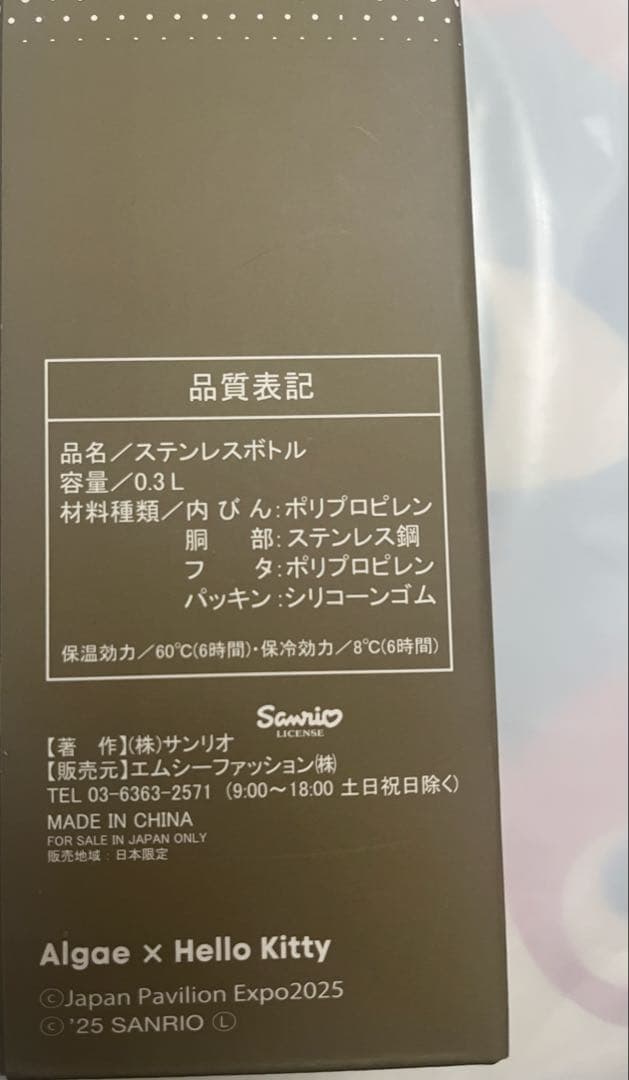 品質表記
品名／ステンレスボトル
容量／0.3L
材料種類／内びん：ポリプロピレン
胴　部：ステンレス鋼
フ　タ：ポリプロピレン
パッキン：シリコーンゴム
保温効力／60℃(6時間)・保冷効力／8℃(6時間)
Sanrio
LICENSE
【著　作】(株)サンリオ
【販売元】エムシーファッション㈱
TEL 03-6363-2571（9:00〜18:00 土日祝日除く）
MADE IN CHINA
FOR SALE IN JAPAN ONLY
販売地域：日本限定
Algae × Hello Kitty
ⒸJapan Pavilion Expo2025
Ⓒ '25 SANRIO Ⓛ